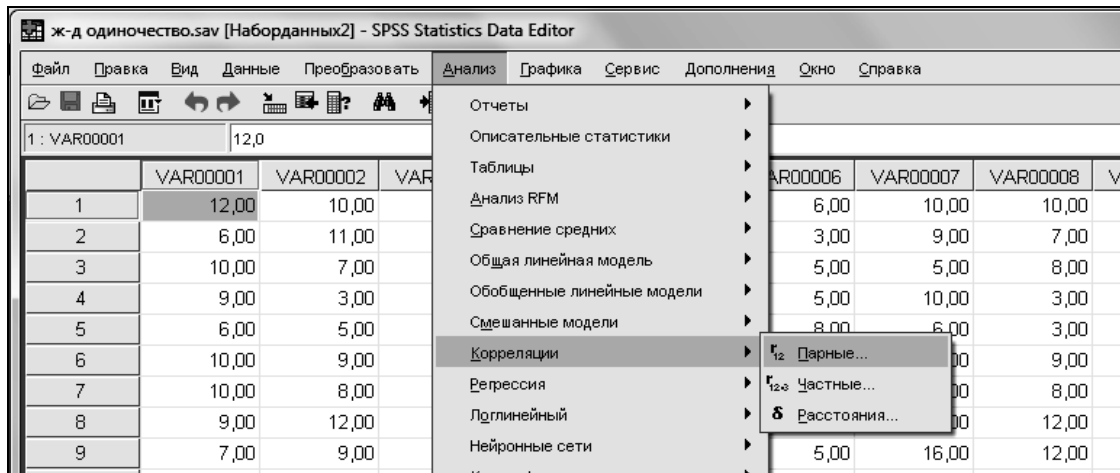 ж-д одиночество.sav [Наборданных2] - SPSS Statistics Data Editor
Файл Правка Вид Данные Преобразовать Анализ Графика Сервис Дополнения Окно Справка
1 : VAR00001 12,0
Отчеты
Описательные статистики
Таблицы
Анализ RFM
Сравнение средних
Общая линейная модель
Обобщенные линейные модели
Смешанные модели
Корреляции
Регрессия
Логлинейный
Нейронные сети
r12 Парные...
r12·3 Частные...
δ Расстояния...
VAR00001 VAR00002 VAR00007 VAR00008
1 12,00 10,00 6,00 10,00 10,00
2 6,00 11,00 3,00 9,00 7,00
3 10,00 7,00 5,00 5,00 8,00
4 9,00 3,00 5,00 10,00 3,00
5 6,00 5,00 8,00 6,00 3,00
6 10,00 9,00 9,00
7 10,00 8,00 8,00
8 9,00 12,00 12,00
9 7,00 9,00 5,00 16,00 12,00